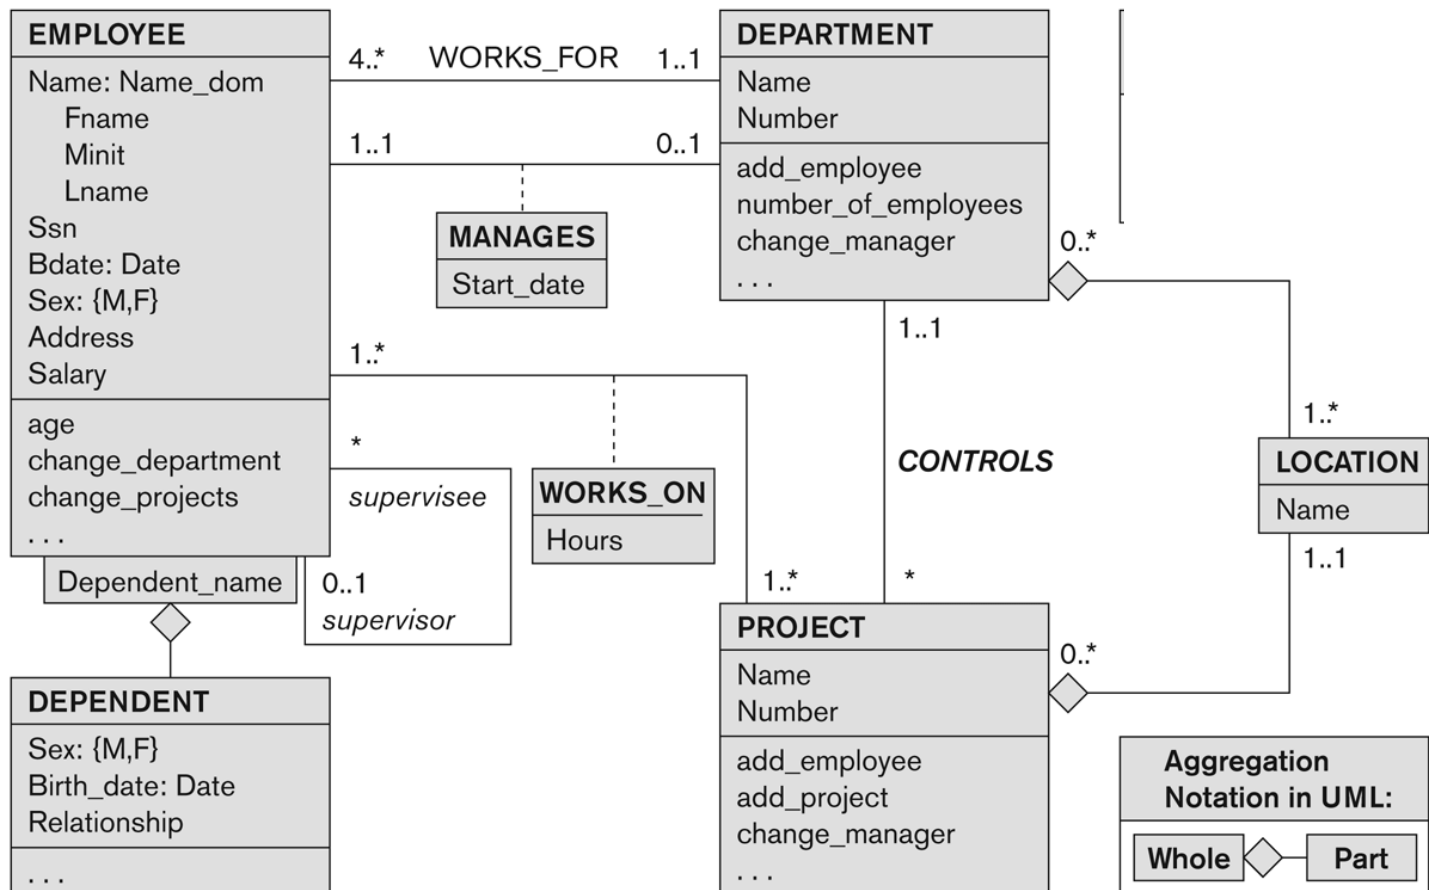 EMPLOYEE
Name: Name_dom
Fname
Minit
Lname
Ssn
Bdate: Date
Sex: {M,F}
Address
Salary
age
change_department
change_projects
. . .
Dependent_name
DEPENDENT
Sex: {M,F}
Birth_date: Date
Relationship
. . .
4..*
WORKS_FOR
1..1
1..1
0..1
MANAGES
Start_date
1..*
*
supervisee
0..1
supervisor
WORKS_ON
Hours
1..*
DEPARTMENT
Name
Number
add_employee
number_of_employees
change_manager
. . .
0..*
1..1
CONTROLS
*
1..*
LOCATION
Name
1..1
PROJECT
Name
Number
add_employee
add_project
change_manager
. . .
0..*
Aggregation
Notation in UML:
Whole
Part